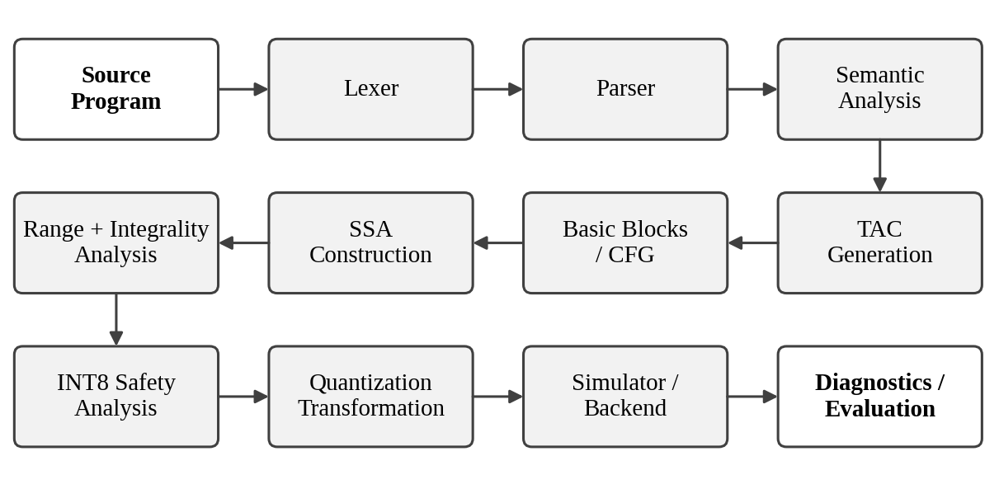 Source
Program
Lexer
Parser
Semantic
Analysis
TAC
Generation
Basic Blocks
/ CFG
SSA
Construction
Range + Integrality
Analysis
INT8 Safety
Analysis
Quantization
Transformation
Simulator /
Backend
Diagnostics /
Evaluation